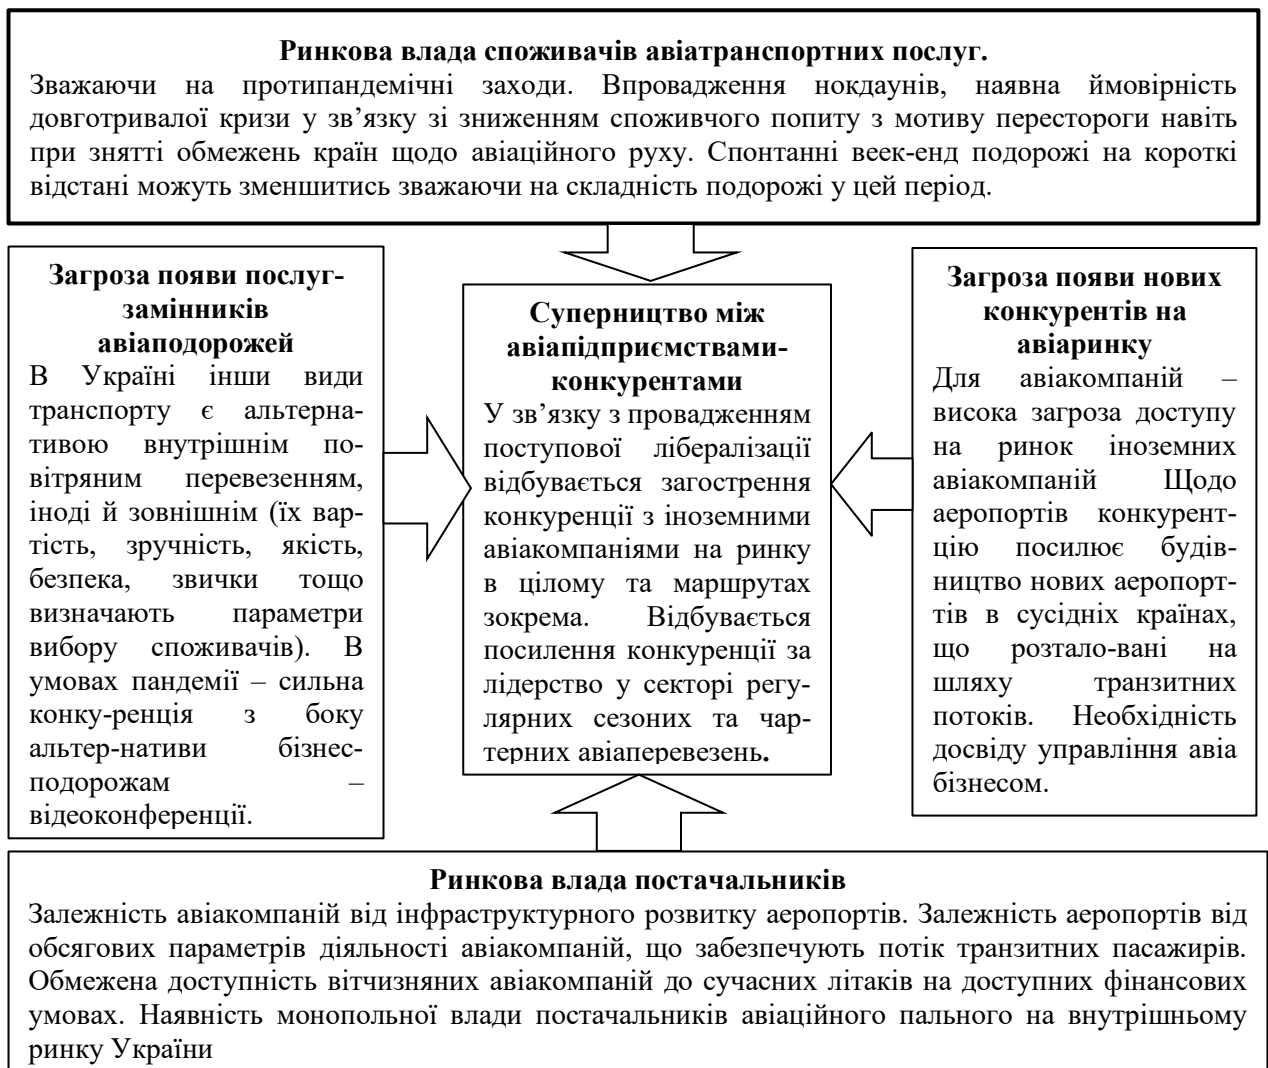 Ринкова влада споживачів авіатранспортних послуг.
Зважаючи на протипандемічні заходи. Впровадження нокдаунів, наявна ймовірність
довготривалої кризи у зв’язку зі зниженням споживчого попиту з мотиву перестороги навіть
при знятті обмежень країн щодо авіаційного руху. Спонтанні веек-енд подорожі на короткі
відстані можуть зменшитись зважаючи на складність подорожі у цей період.
Загроза появи послуг-
замінників
авіаподорожей
В Україні інши види
транспорту є альтерна-
тивою внутрішнім по-
вітряним перевезенням,
іноді й зовнішнім (їх вар-
тість, зручність, якість,
безпека, звички тощо
визначають параметри
вибору споживачів). В
умовах пандемії – сильна
конку-ренція з боку
альтер-нативи бізнес-
подорожам –
відеоконференції.
Суперництво між
авіапідприємствами-
конкурентами
У зв’язку з провадженням
поступової лібералізації
відбувається загострення
конкуренції з іноземними
авіакомпаніями на ринку
в цілому та маршрутах
зокрема. Відбувається
посилення конкуренції за
лідерство у секторі регу-
лярних сезоних та чар-
терних авіаперевезень.
Загроза появи нових
конкурентів на
авіаринку
Для авіакомпаній –
висока загроза доступу
на ринок іноземних
авіакомпаній Щодо
аеропортів конкурент-
цію посилює будів-
ництво нових аеропорт-
тів в сусідніх країнах,
що розтало-вані на
шляху транзитних
потоків. Необхідність
досвіду управління авіа
бізнесом.
Ринкова влада постачальників
Залежність авіакомпаній від інфраструктурного розвитку аеропортів. Залежність аеропортів від
обсягових параметрів діяльності авіакомпаній, що забезпечують потік транзитних пасажирів.
Обмежена доступність вітчизняних авіакомпаній до сучасних літаків на доступних фінансових
умовах. Наявність монопольної влади постачальників авіаційного пального на внутрішньому
ринку України